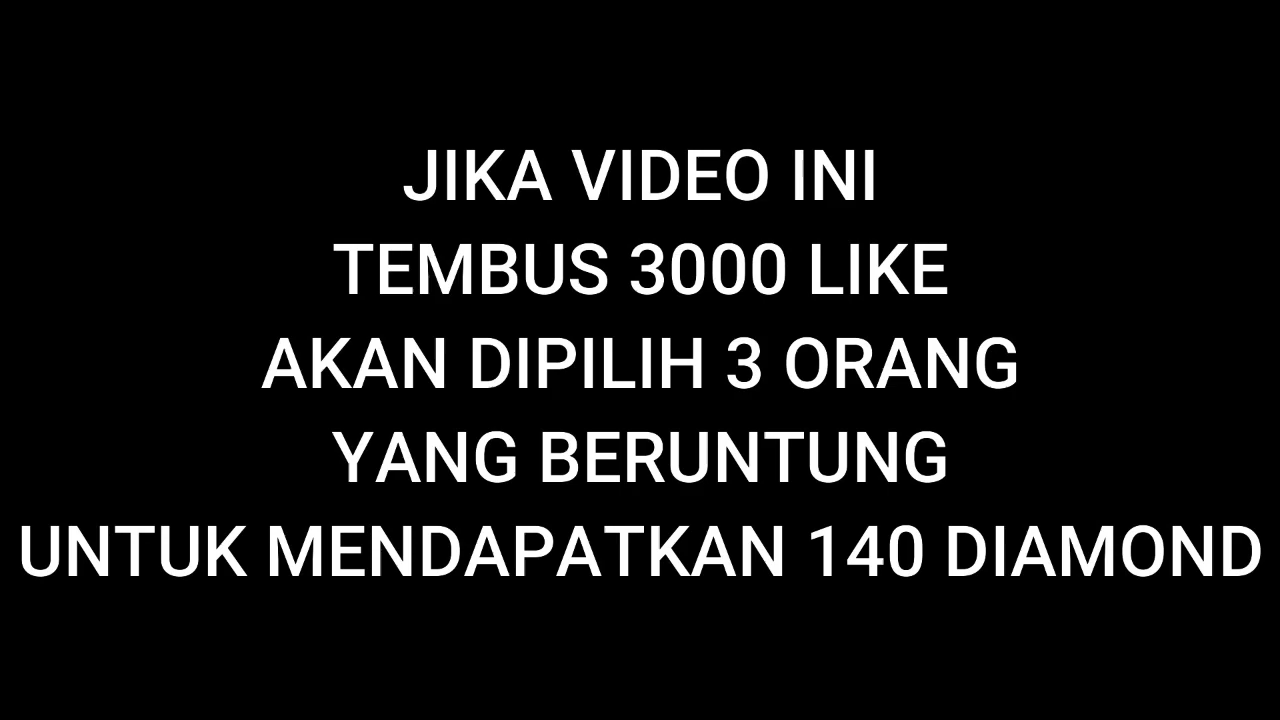 JIKA VIDEO INI
TEMBUS 3000 LIKE
AKAN DIPILIH 3 ORANG
YANG BERUNTUNG
UNTUK MENDAPATKAN 140 DIAMOND